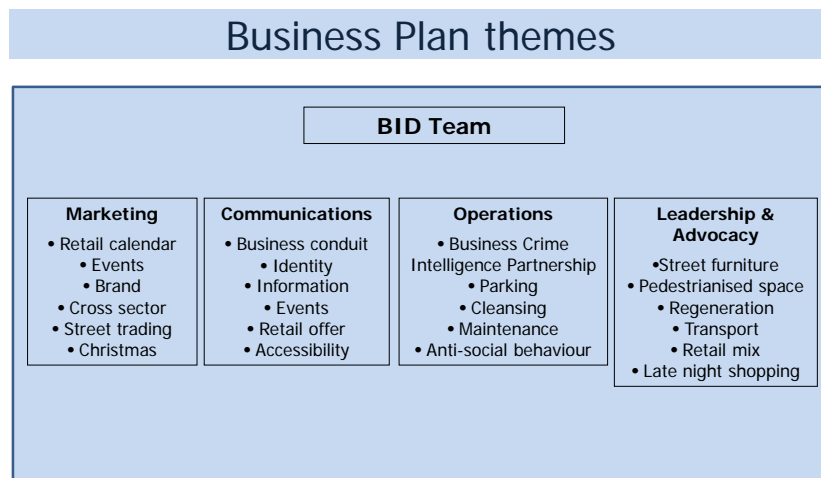 Business Plan themes
BID Team
Marketing
• Retail calendar
• Events
• Brand
• Cross sector
• Street trading
• Christmas
Communications
• Business conduit
• Identity
• Information
• Events
• Retail offer
• Accessibility
Operations
• Business Crime
Intelligence Partnership
• Parking
• Cleansing
• Maintenance
• Anti-social behaviour
Leadership &
Advocacy
•Street furniture
• Pedestrianised space
• Regeneration
• Transport
• Retail mix
• Late night shopping